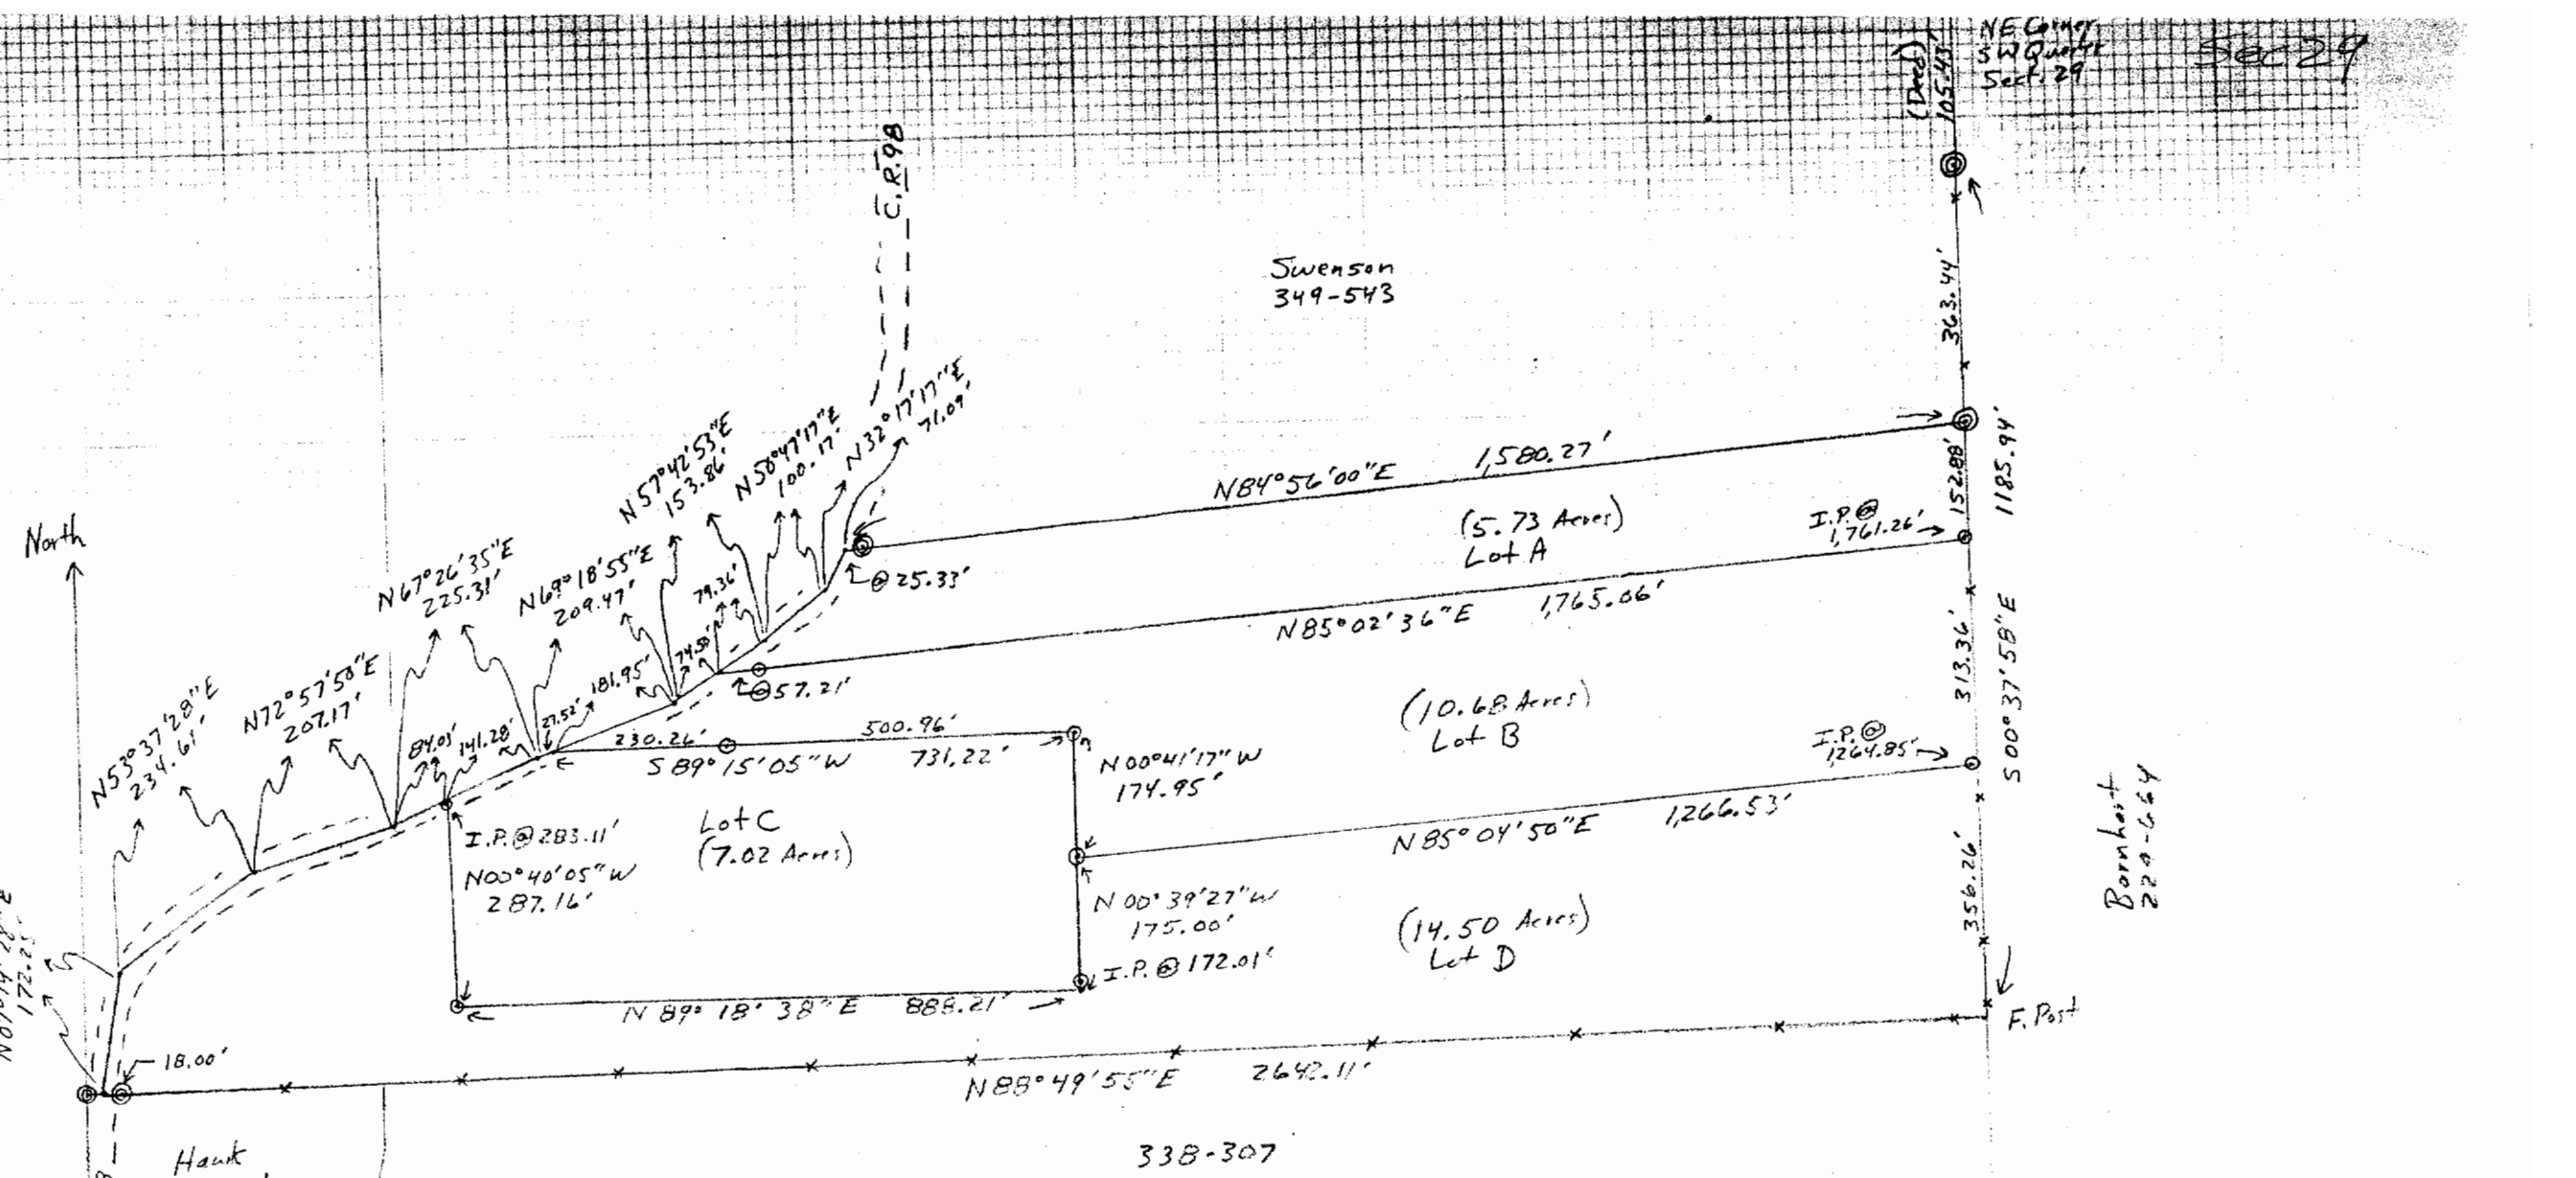 NE Corner
SW Quarter
Sect. 29
Sec 29
(Deed)
105.43'
C.R. 98
Swenson
349-543
363.44'
N32°17'17"E
71.09'
N50°47'17"E
100.17'
N57°42'53"E
153.86'
N84°56'00"E 1,580.27'
152.88'
1185.94'
(5.73 Acres)
Lot A
I.P.@
1,761.26'
North
N67°26'35"E
225.31'
N69°18'55"E
209.47'
79.36'
@25.33'
N85°02'36"E 1,765.06'
313.36'
S00°37'58"E
N53°37'28"E
234.61'
N72°57'50"E
207.17'
84.03'
141.28'
27.52'
181.95'
74.50'
@57.21'
(10.68 Acres)
Lot B
230.26'
500.96'
S89°15'05"W 731.22'
N00°41'17"W
174.95'
I.P.@
1,264.85'
N85°04'50"E 1,266.53'
Lot C
(7.02 Acres)
I.P.@283.11'
N00°40'05"W
287.16'
N00°39'27"W
175.00'
I.P.@172.01'
(14.50 Acres)
Lot D
356.26'
Barnhart
220-664
172.25'
N89°18'38"E 888.21'
F. Post
18.00'
N88°49'55"E 2642.11'
Hawk
338-307